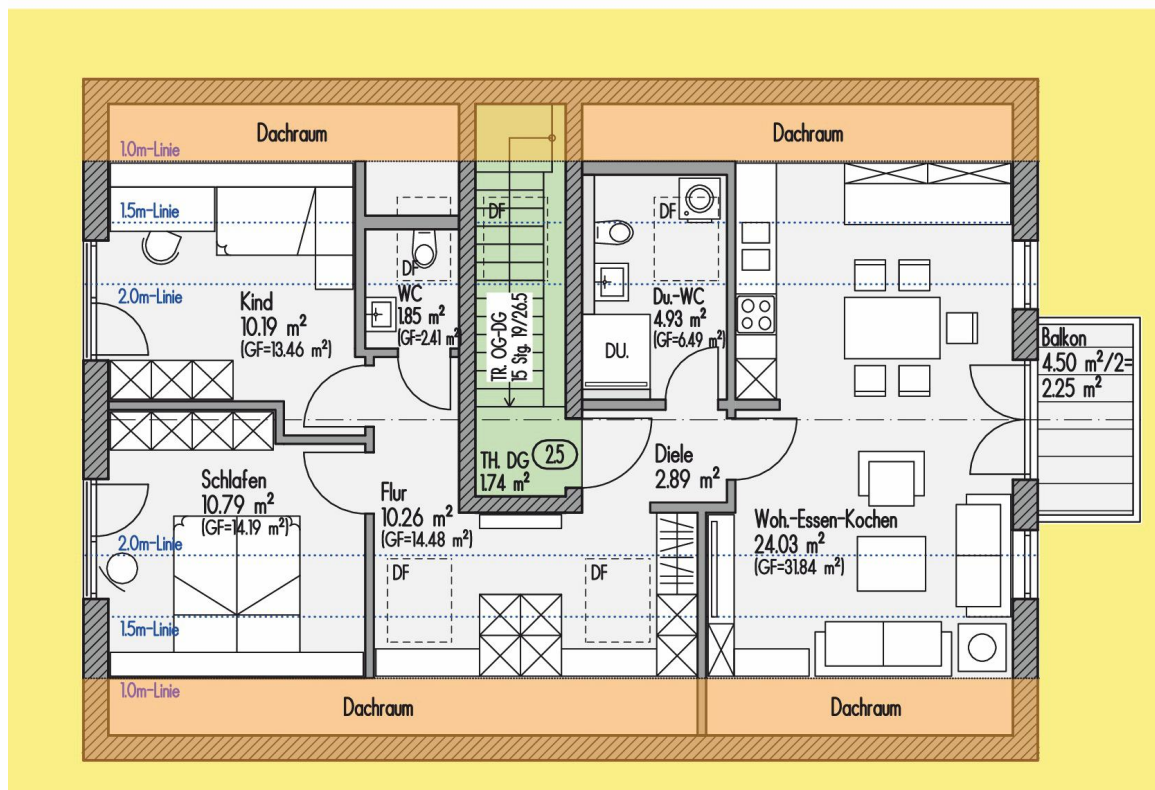 Dachraum
Dachraum
1.0m-Linie
1.5m-Linie
DF
DF
2.0m-Linie
DF
Kind
10.19 m²
(GF=13.46 m²)
WC
1.85 m²
(GF=2.41 m²)
TR. OG-DG
15 Stg. 19/26.5
Du.-WC
4.93 m²
(GF=6.49 m²)
DU.
Balkon
4.50 m²/2=
2.25 m²
TH. DG
1.74 m²
2.5
Diele
2.89 m²
Schlafen
10.79 m²
(GF=14.19 m²)
Flur
10.26 m²
(GF=14.48 m²)
Woh.-Essen-Kochen
24.03 m²
(GF=31.84 m²)
2.0m-Linie
DF
DF
1.5m-Linie
1.0m-Linie
Dachraum
Dachraum